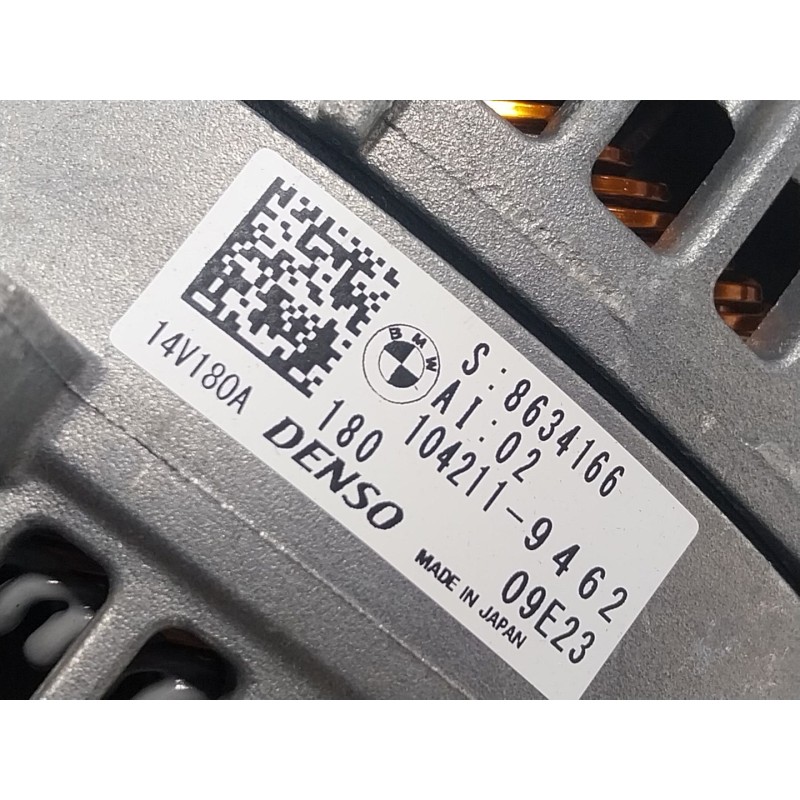 BMW
S:8634166
AI:02
104211-9462
14V180A
180
09E23
DENSO
MADE IN JAPAN